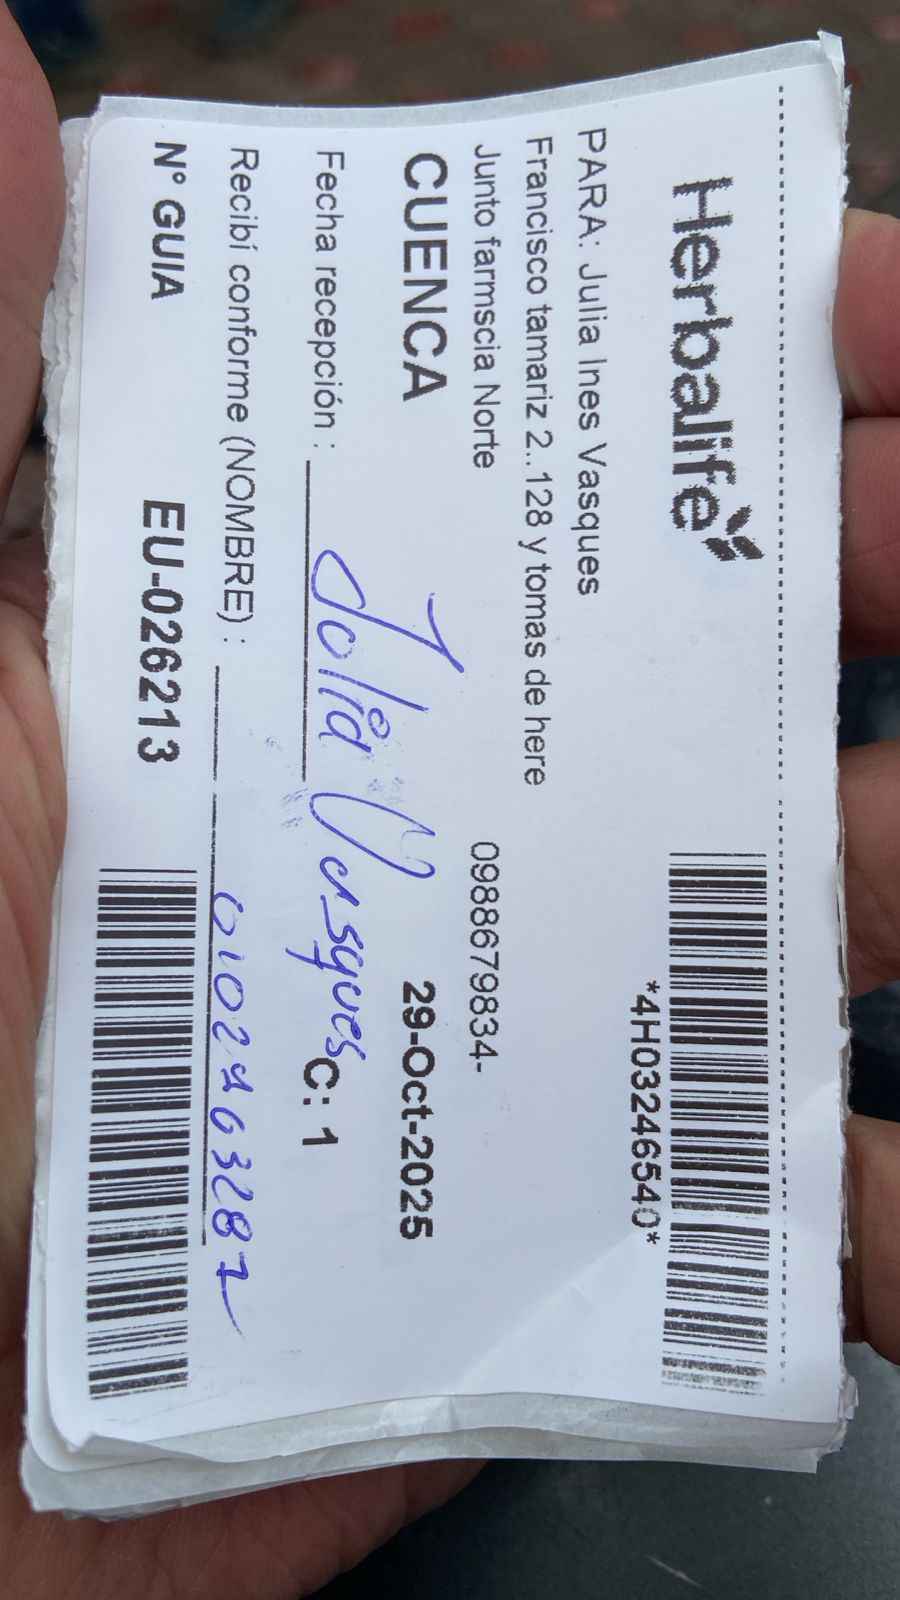 Herbalife
*4H03246540*
PARA: Julia Ines Vasques
Francisco tamariz 2..128 y tomas de here
Junto farmscia Norte 0988679834-
CUENCA 29-Oct-2025
Fecha recepción : Julia Vasques C: 1
Recibí conforme (NOMBRE) :
N° GUIA EU-026213